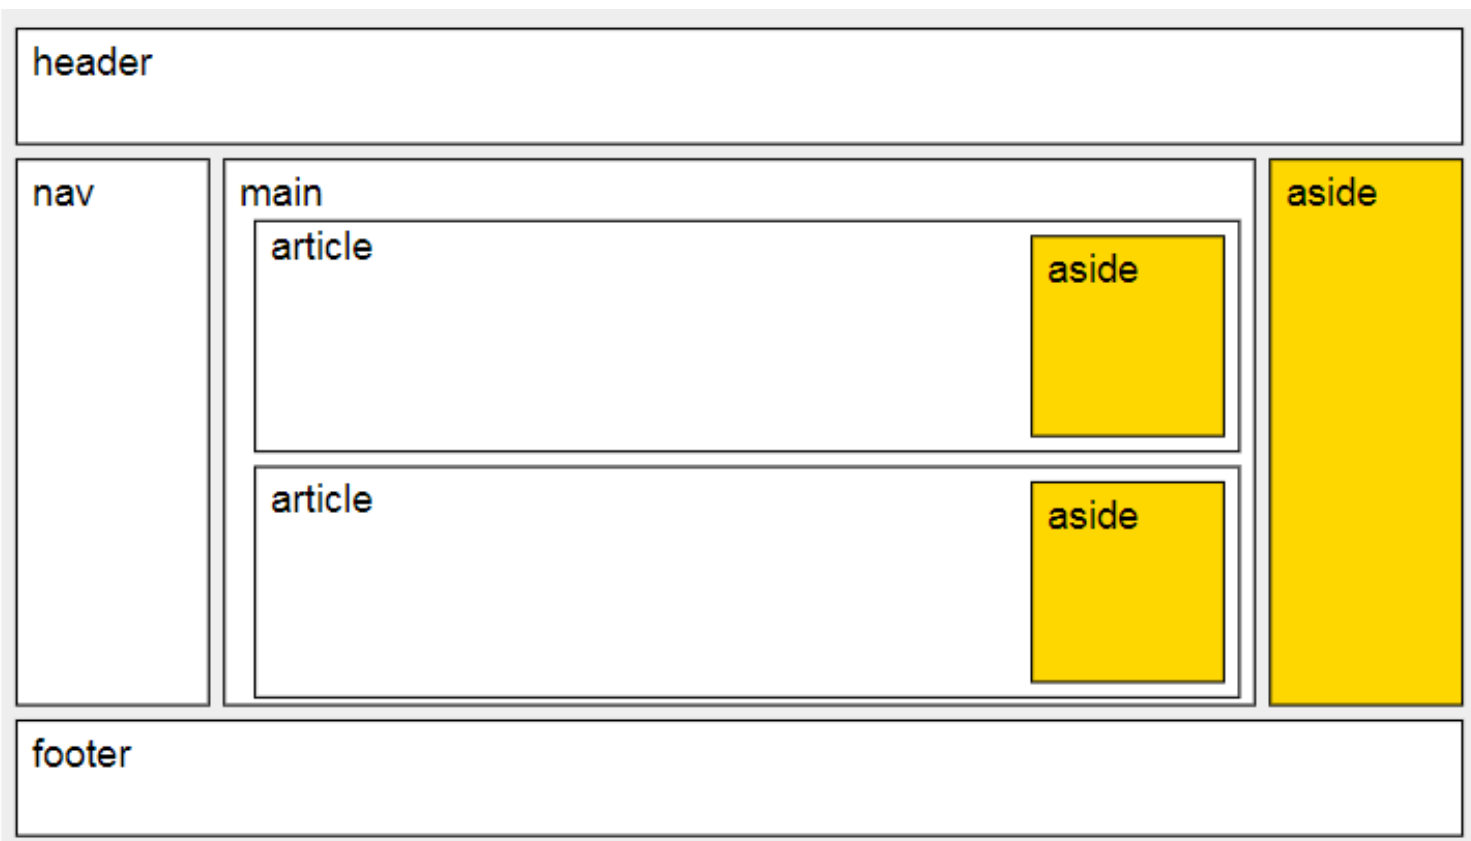 header
nav
main
article
aside
article
aside
aside
footer